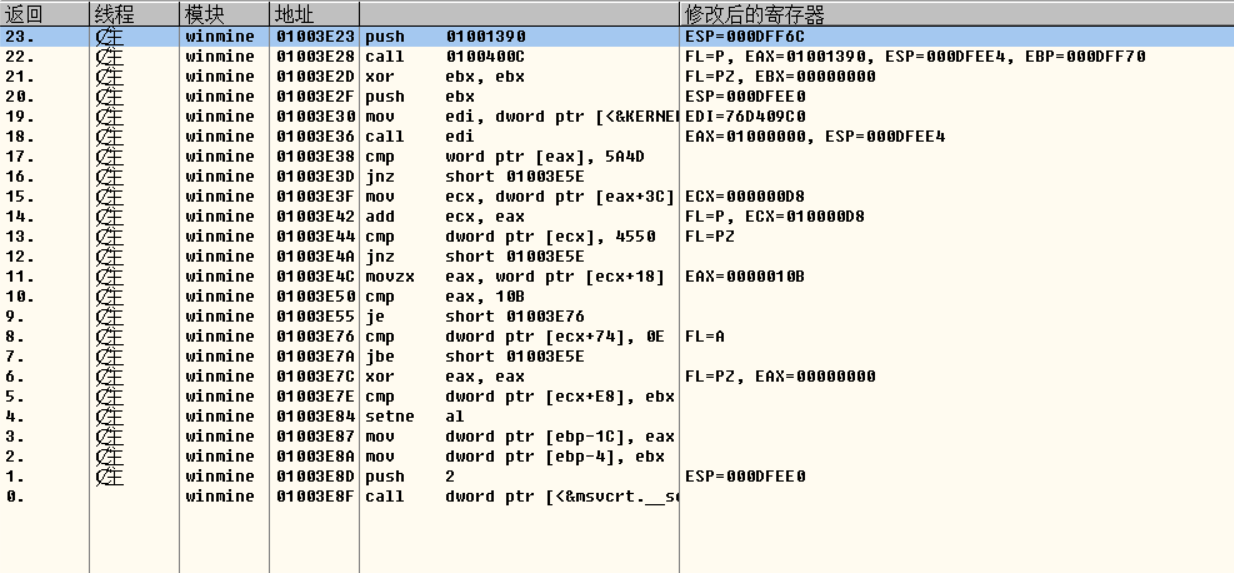 返回 线程 模块 地址 修改后的寄存器
23. 主 winmine 01003E23 push 01001390 ESP=000DFF6C
22. 主 winmine 01003E28 call 0100400C FL=P, EAX=01001390, ESP=000DFEE4, EBP=000DFF70
21. 主 winmine 01003E2D xor ebx, ebx FL=PZ, EBX=00000000
20. 主 winmine 01003E2F push ebx ESP=000DFEE0
19. 主 winmine 01003E30 mov edi, dword ptr [<&KERNEl EDI=76D409C0
18. 主 winmine 01003E36 call edi EAX=01000000, ESP=000DFEE4
17. 主 winmine 01003E38 cmp word ptr [eax], 5A4D
16. 主 winmine 01003E3D jnz short 01003E5E
15. 主 winmine 01003E3F mov ecx, dword ptr [eax+3C] ECX=000000D8
14. 主 winmine 01003E42 add ecx, eax FL=P, ECX=010000D8
13. 主 winmine 01003E44 cmp dword ptr [ecx], 4550 FL=PZ
12. 主 winmine 01003E4A jnz short 01003E5E
11. 主 winmine 01003E4C movzx eax, word ptr [ecx+18] EAX=0000010B
10. 主 winmine 01003E50 cmp eax, 10B
9. 主 winmine 01003E55 je short 01003E76
8. 主 winmine 01003E76 cmp dword ptr [ecx+74], 0E FL=A
7. 主 winmine 01003E7A jbe short 01003E5E
6. 主 winmine 01003E7C xor eax, eax FL=PZ, EAX=00000000
5. 主 winmine 01003E7E cmp dword ptr [ecx+E8], ebx
4. 主 winmine 01003E84 setne al
3. 主 winmine 01003E87 mov dword ptr [ebp-1C], eax
2. 主 winmine 01003E8A mov dword ptr [ebp-4], ebx
1. 主 winmine 01003E8D push 2 ESP=000DFEE0
0. winmine 01003E8F call dword ptr [<&msvcrt.__s